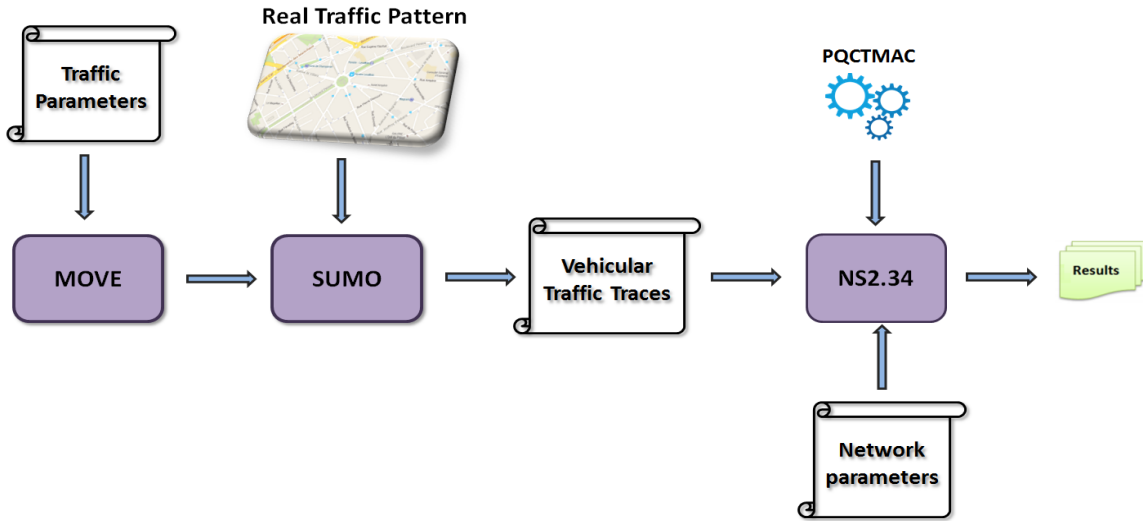 Real Traffic Pattern
Traffic
Parameters
PQCTMAC
MOVE
SUMO
Vehicular
Traffic Traces
NS2.34
Results
Network
parameters